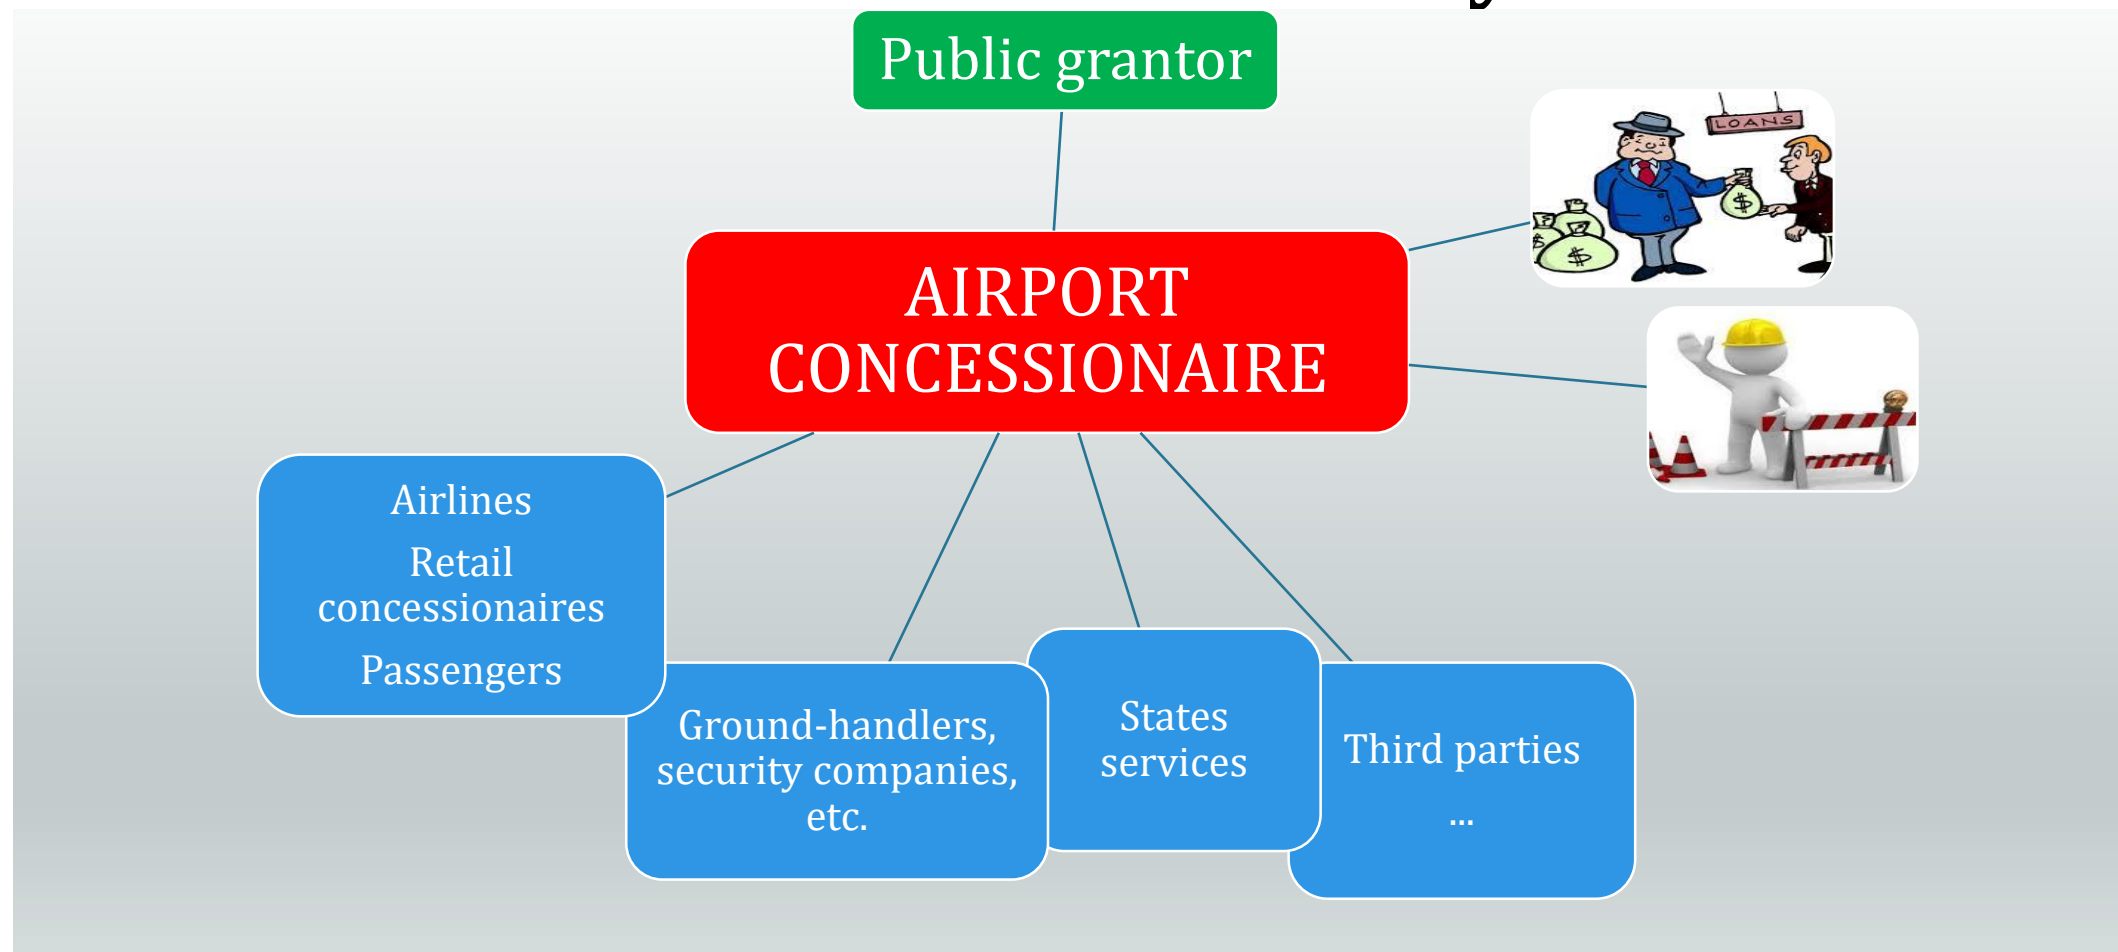 Public grantor
LOANS
AIRPORT
CONCESSIONAIRE
Airlines
Retail
concessionaires
Passengers
Ground-handlers,
security companies,
etc.
States
services
Third parties
...